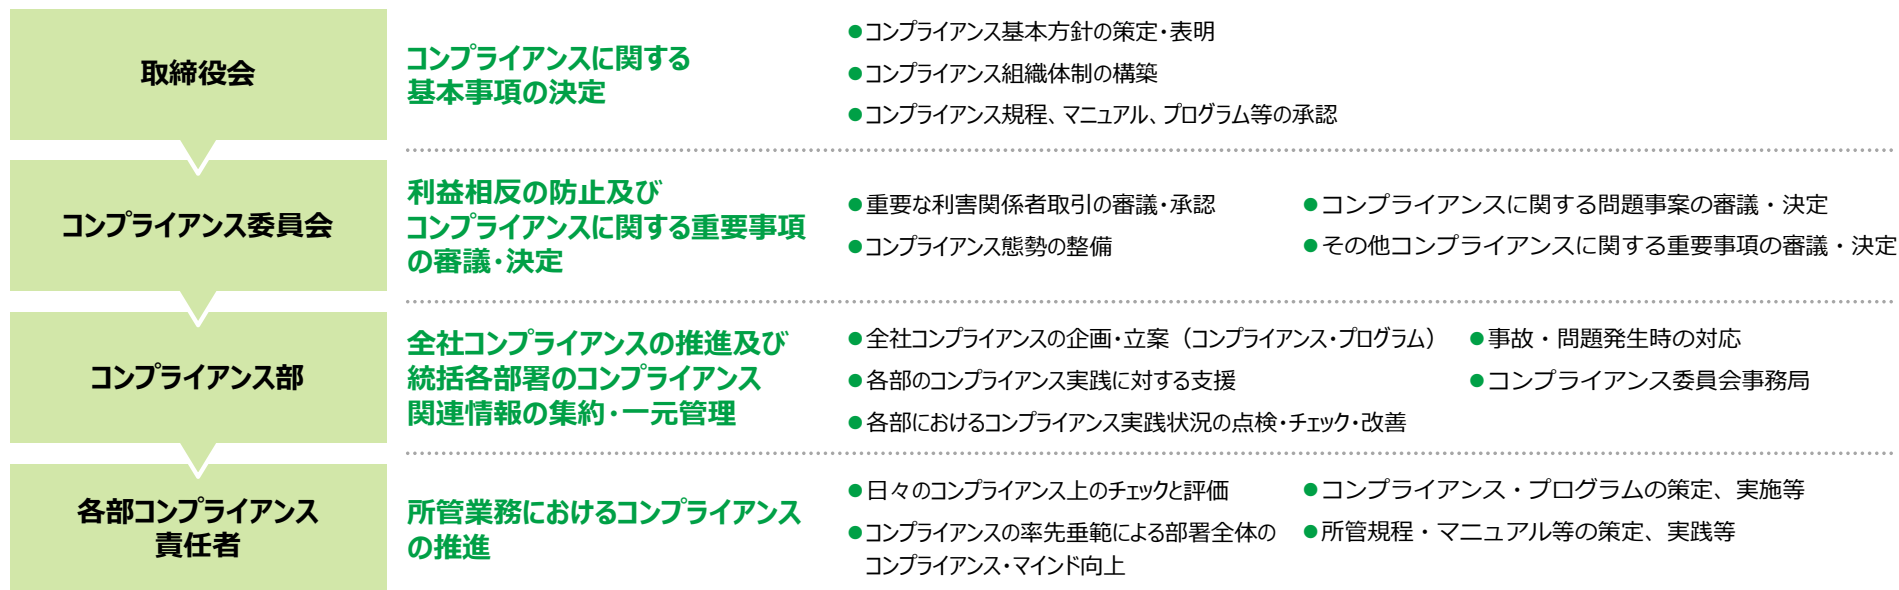 取締役会
コンプライアンスに関する
基本事項の決定
●コンプライアンス基本方針の策定・表明
●コンプライアンス組織体制の構築
●コンプライアンス規程、マニュアル、プログラム等の承認
コンプライアンス委員会
利益相反の防止及び
コンプライアンスに関する重要事項
の審議・決定
●重要な利害関係者取引の審議・承認
●コンプライアンス態勢の整備
●コンプライアンスに関する問題事案の審議・決定
●その他コンプライアンスに関する重要事項の審議・決定
コンプライアンス部
全社コンプライアンスの推進及び
統括各部署のコンプライアンス
関連情報の集約・一元管理
●全社コンプライアンスの企画・立案（コンプライアンス・プログラム）
●各部のコンプライアンス実践に対する支援
●各部におけるコンプライアンス実践状況の点検・チェック・改善
●事故・問題発生時の対応
●コンプライアンス委員会事務局
各部コンプライアンス
責任者
所管業務におけるコンプライアンス
の推進
●日々のコンプライアンス上のチェックと評価
●コンプライアンスの率先垂範による部署全体の
コンプライアンス・マインド向上
●コンプライアンス・プログラムの策定、実施等
●所管規程・マニュアル等の策定、実践等